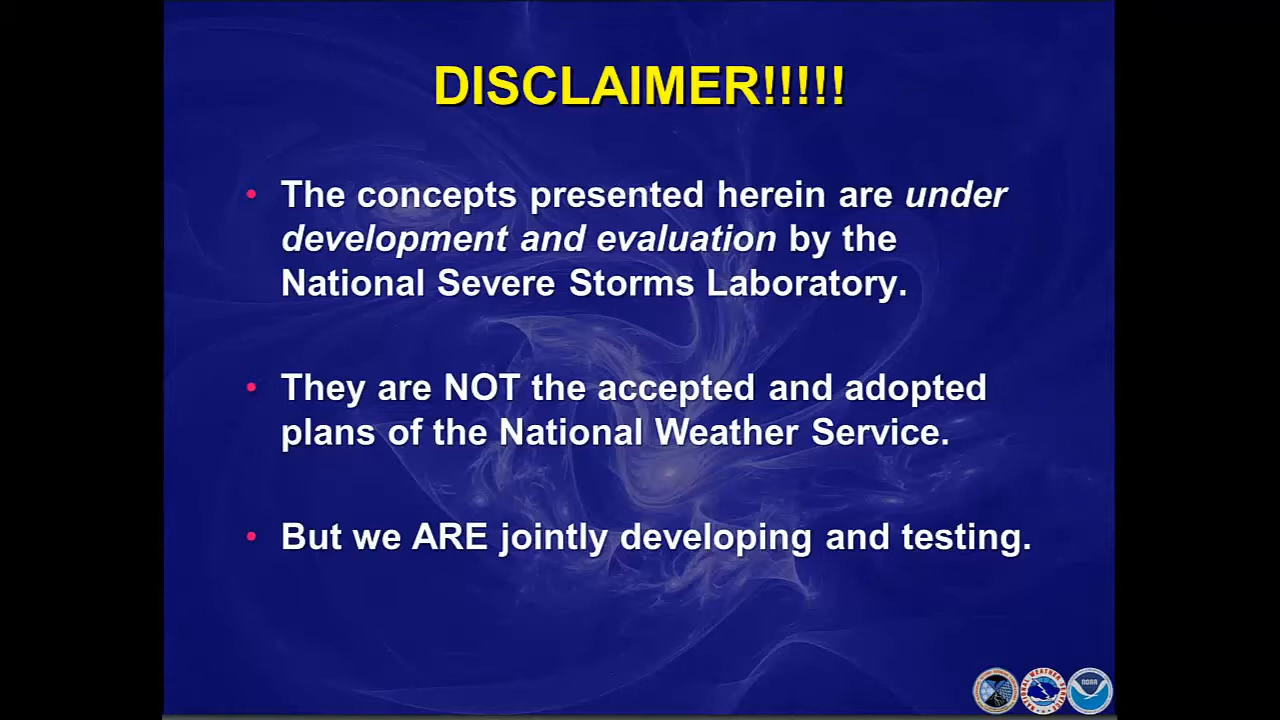 DISCLAIMER!!!!!
• The concepts presented herein are under
development and evaluation by the
National Severe Storms Laboratory.
• They are NOT the accepted and adopted
plans of the National Weather Service.
• But we ARE jointly developing and testing.
NOAA